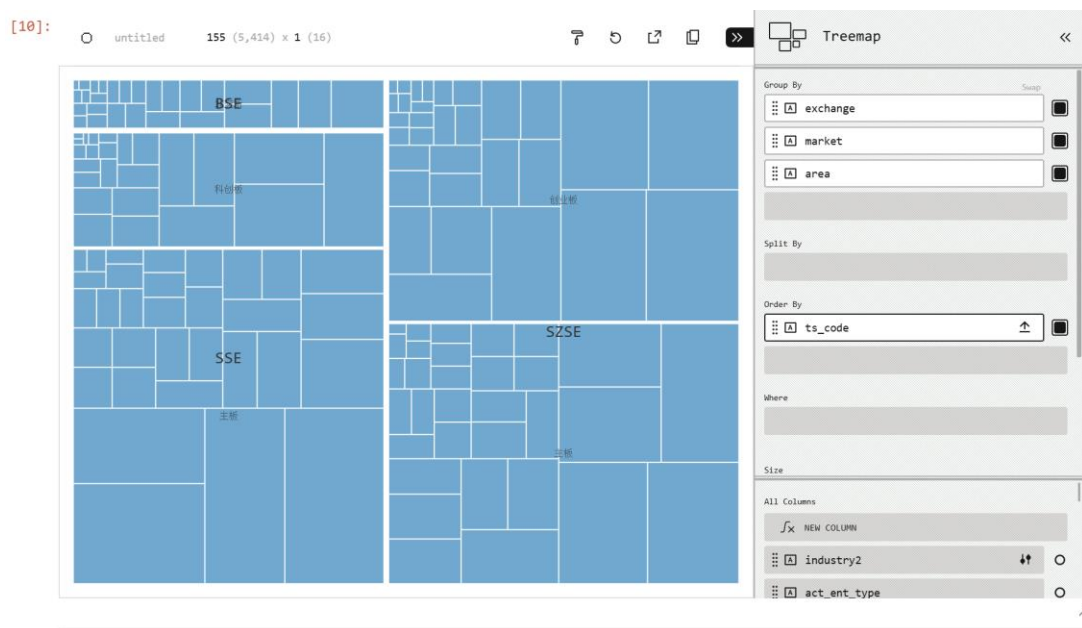 [10]:
untitled 155 (5,414) x 1 (16)
Treemap
BSE
科创板
SSE
主板
创业板
SZSE
主板
Group By
Swap
exchange
market
area
Split By
Order By
ts_code
Where
Size
All Columns
NEW COLUMN
industry2
act_ent_type